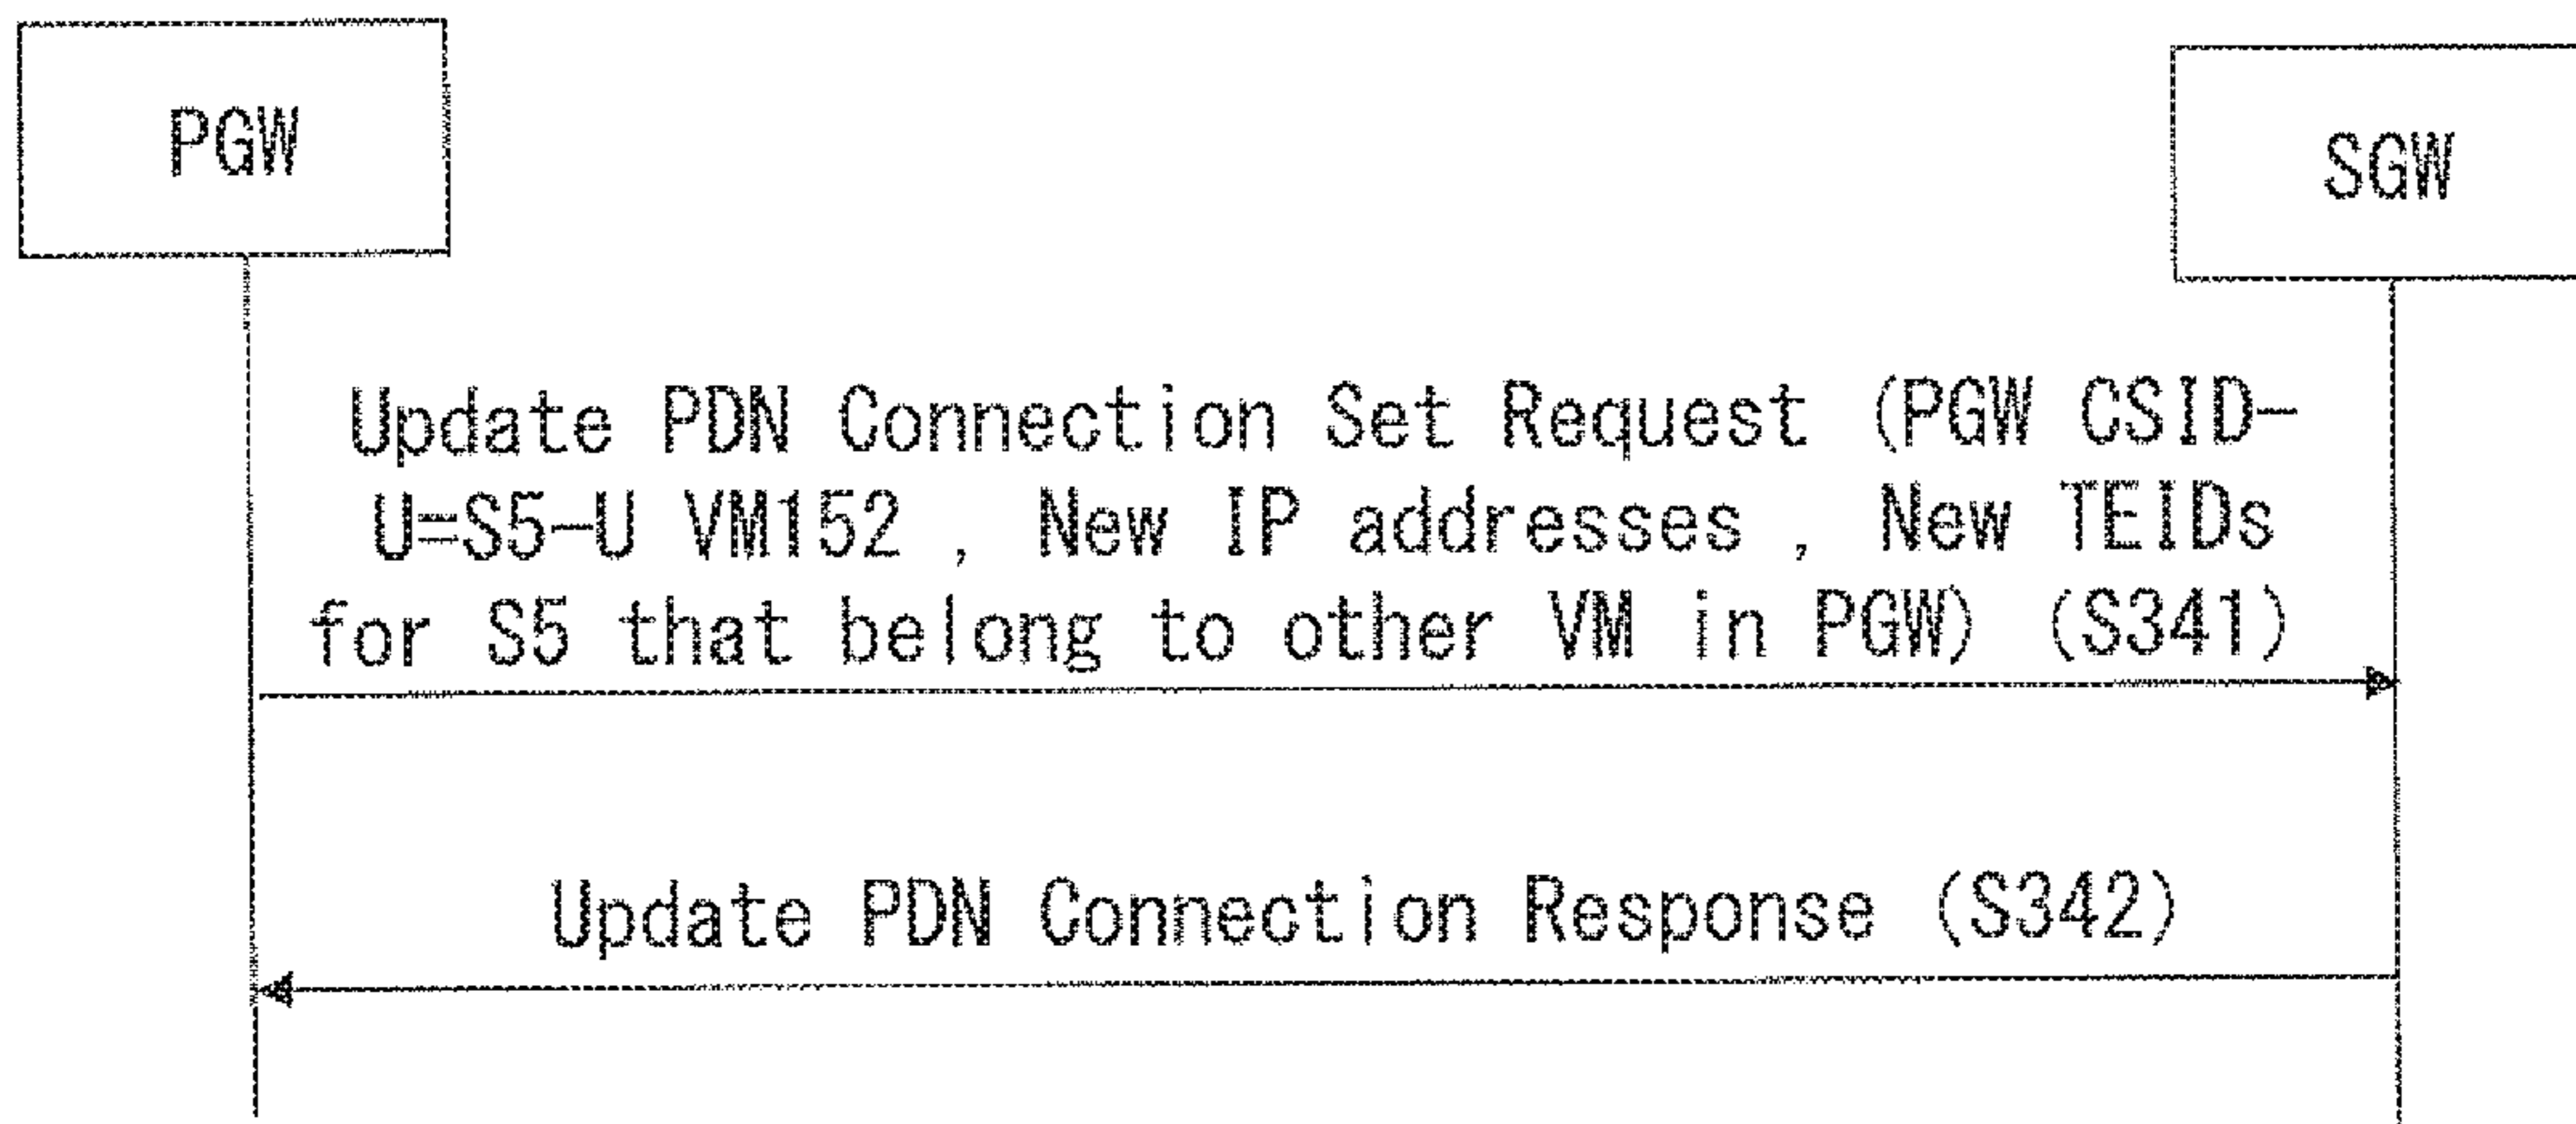 PGW
SGW
Update PDN Connection Set Request (PGW CSID-
U=S5-U VM152 , New IP addresses , New TEIDs
for S5 that belong to other VM in PGW) (S341)
Update PDN Connection Response (S342)